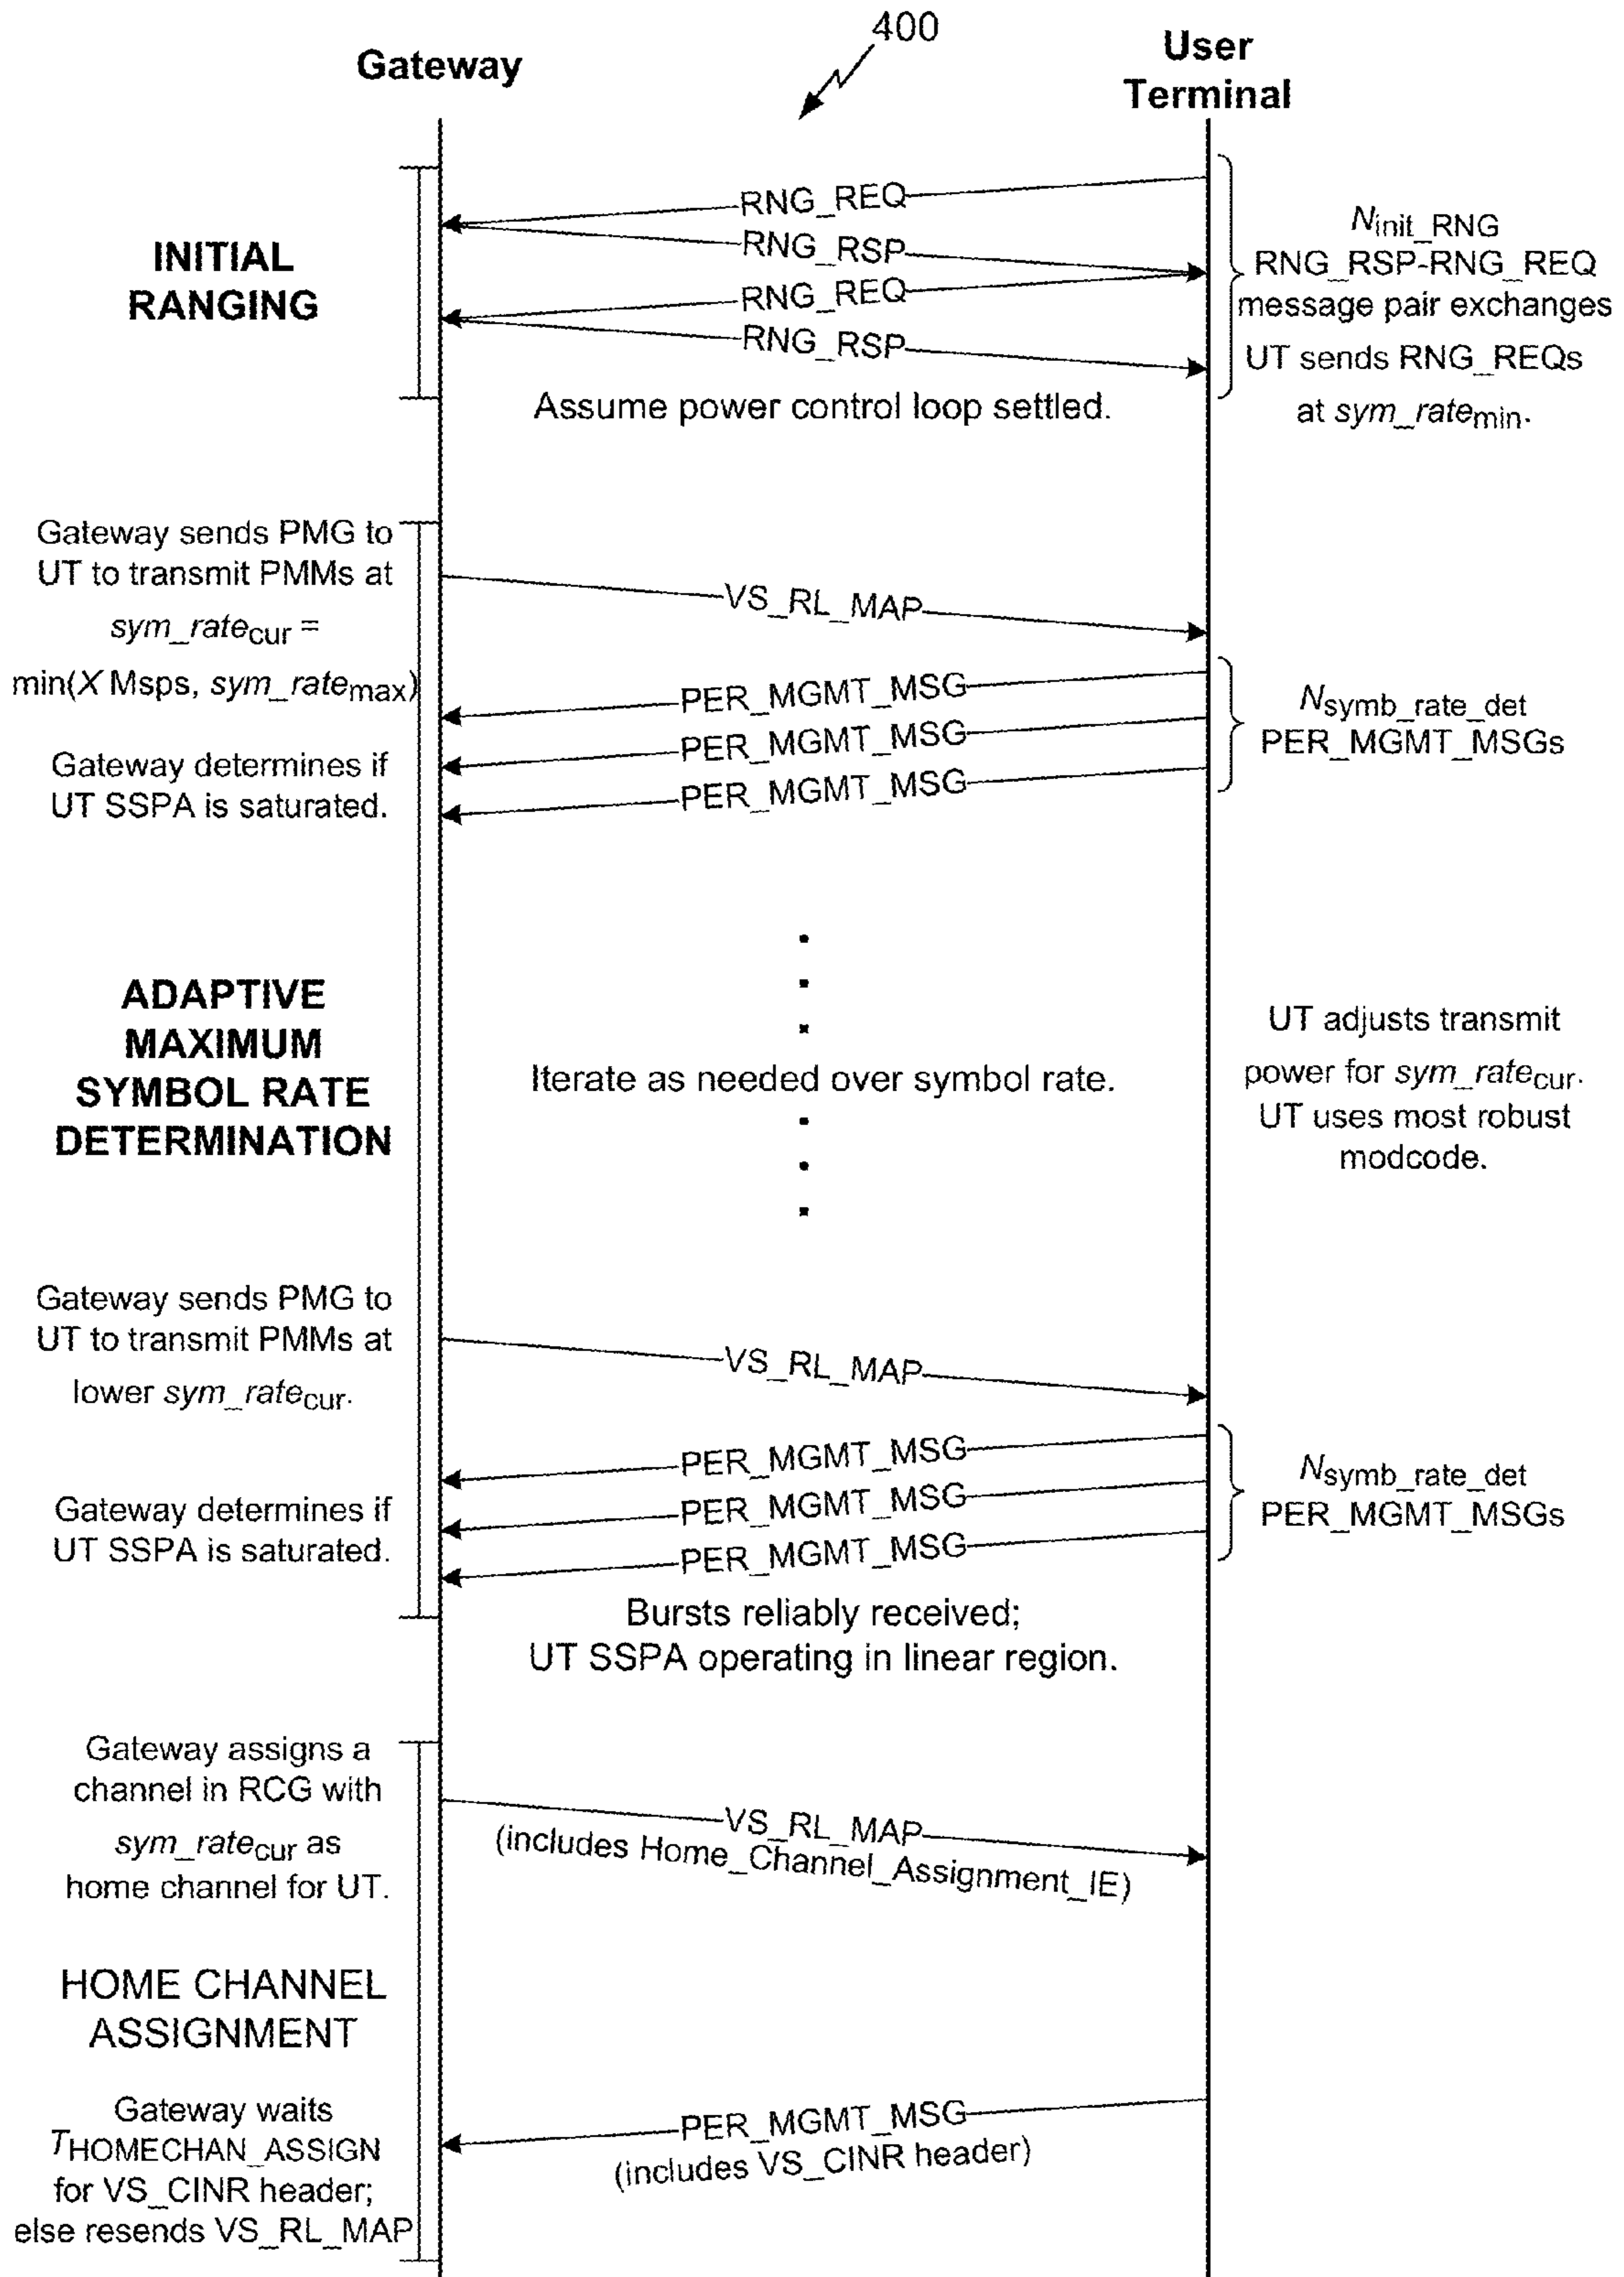 400
Gateway
User
Terminal
INITIAL
RANGING
RNG_REQ
RNG_RSP
RNG_REQ
RNG_RSP
Assume power control loop settled.
Ninit_RNG
RNG_RSP-RNG_REQ
message pair exchanges
UT sends RNG_REQs
at sym_ratemin.
Gateway sends PMG to
UT to transmit PMMs at
sym_ratecur =
min(X Msps, sym_ratemax)
VS_RL_MAP
PER_MGMT_MSG
PER_MGMT_MSG
PER_MGMT_MSG
Nsymb_rate_det
PER_MGMT_MSGs
Gateway determines if
UT SSPA is saturated.
ADAPTIVE
MAXIMUM
SYMBOL RATE
DETERMINATION
Iterate as needed over symbol rate.
UT adjusts transmit
power for sym_ratecur.
UT uses most robust
modcode.
Gateway sends PMG to
UT to transmit PMMs at
lower sym_ratecur.
VS_RL_MAP
PER_MGMT_MSG
PER_MGMT_MSG
PER_MGMT_MSG
Nsymb_rate_det
PER_MGMT_MSGs
Gateway determines if
UT SSPA is saturated.
Bursts reliably received;
UT SSPA operating in linear region.
Gateway assigns a
channel in RCG with
sym_ratecur as
home channel for UT.
VS_RL_MAP
(includes Home_Channel_Assignment_IE)
HOME CHANNEL
ASSIGNMENT
Gateway waits
THOMECHAN_ASSIGN
for VS_CINR header;
else resends VS_RL_MAP
PER_MGMT_MSG
(includes VS_CINR header)